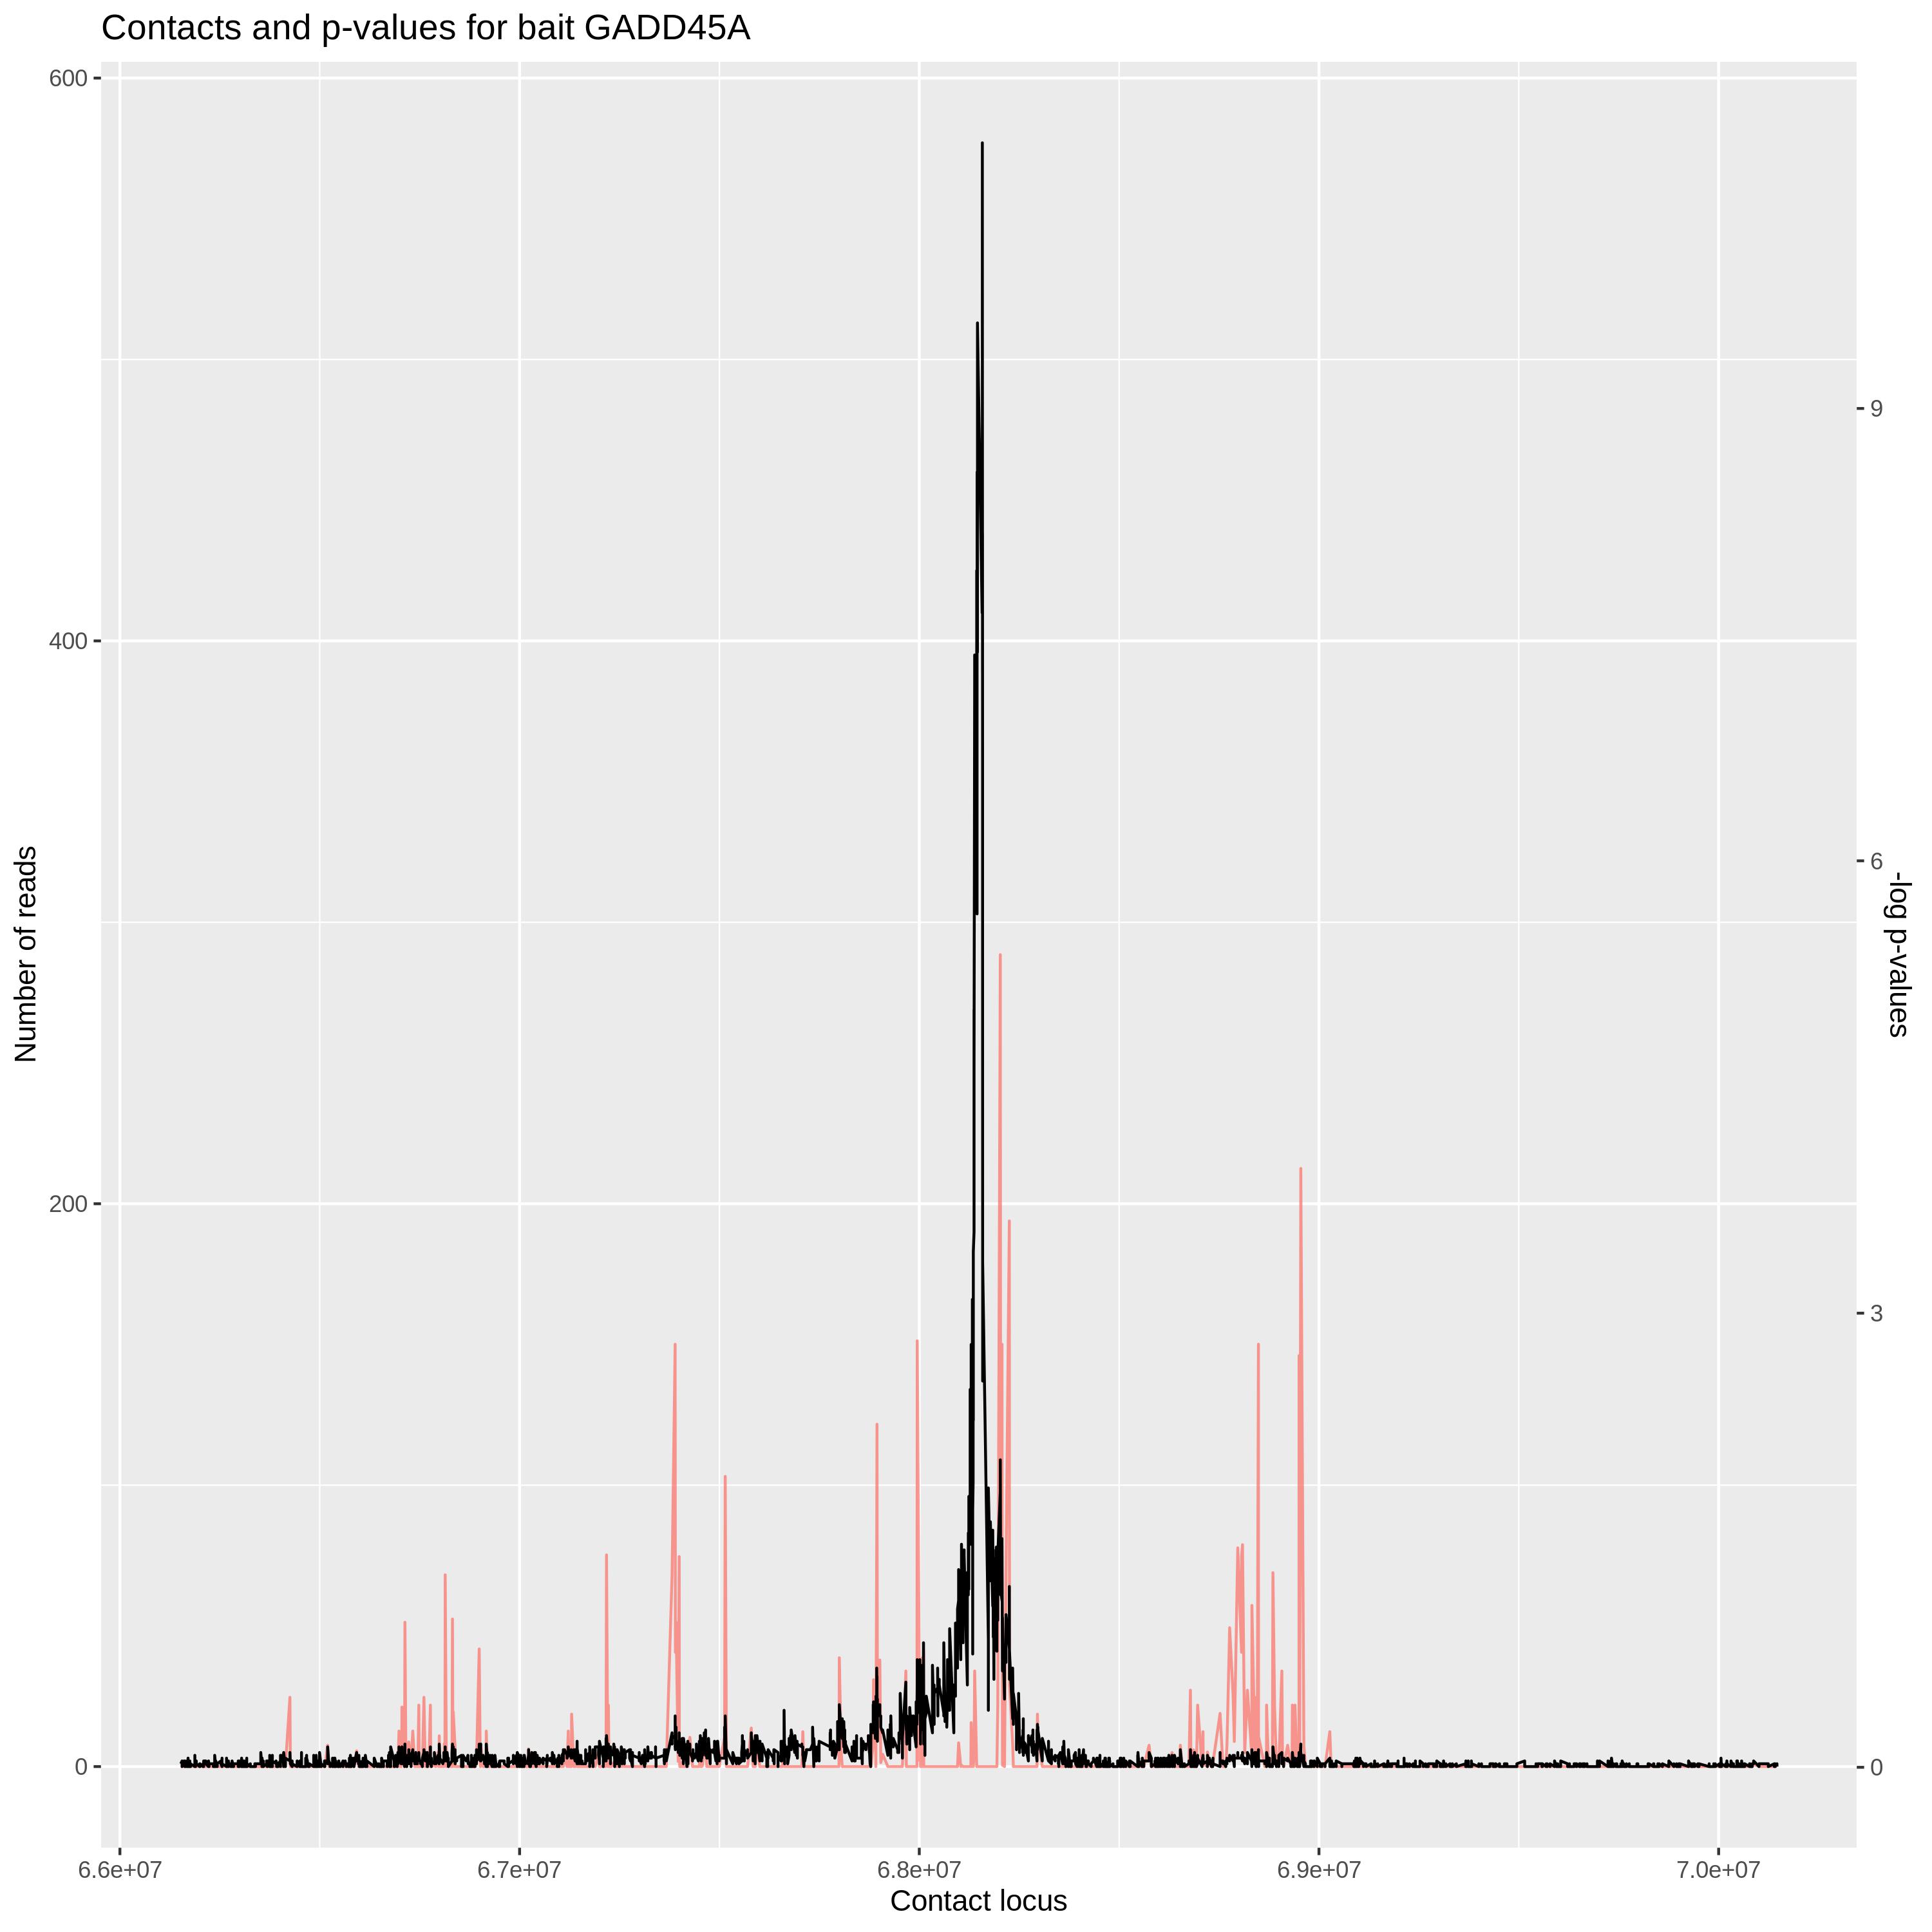 Contacts and p-values for bait GADD45A
600
400
200
0
Number of reads
9
6
3
0
-log p-values
6.6e+07
6.7e+07
6.8e+07
6.9e+07
7.0e+07
Contact locus